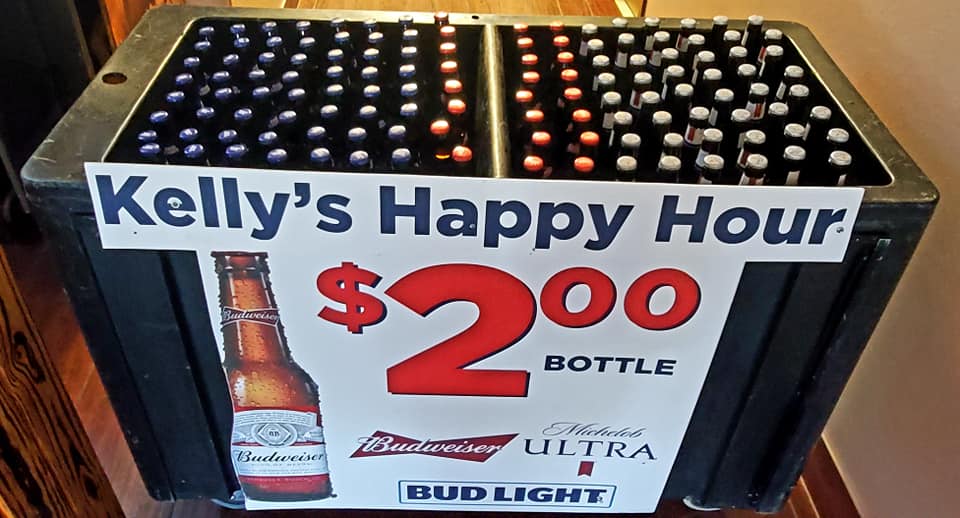 Kelly's Happy Hour
$2.00
BOTTLE
Budweiser
Budweiser
Budweiser
Michelob
ULTRA
BUD LIGHT